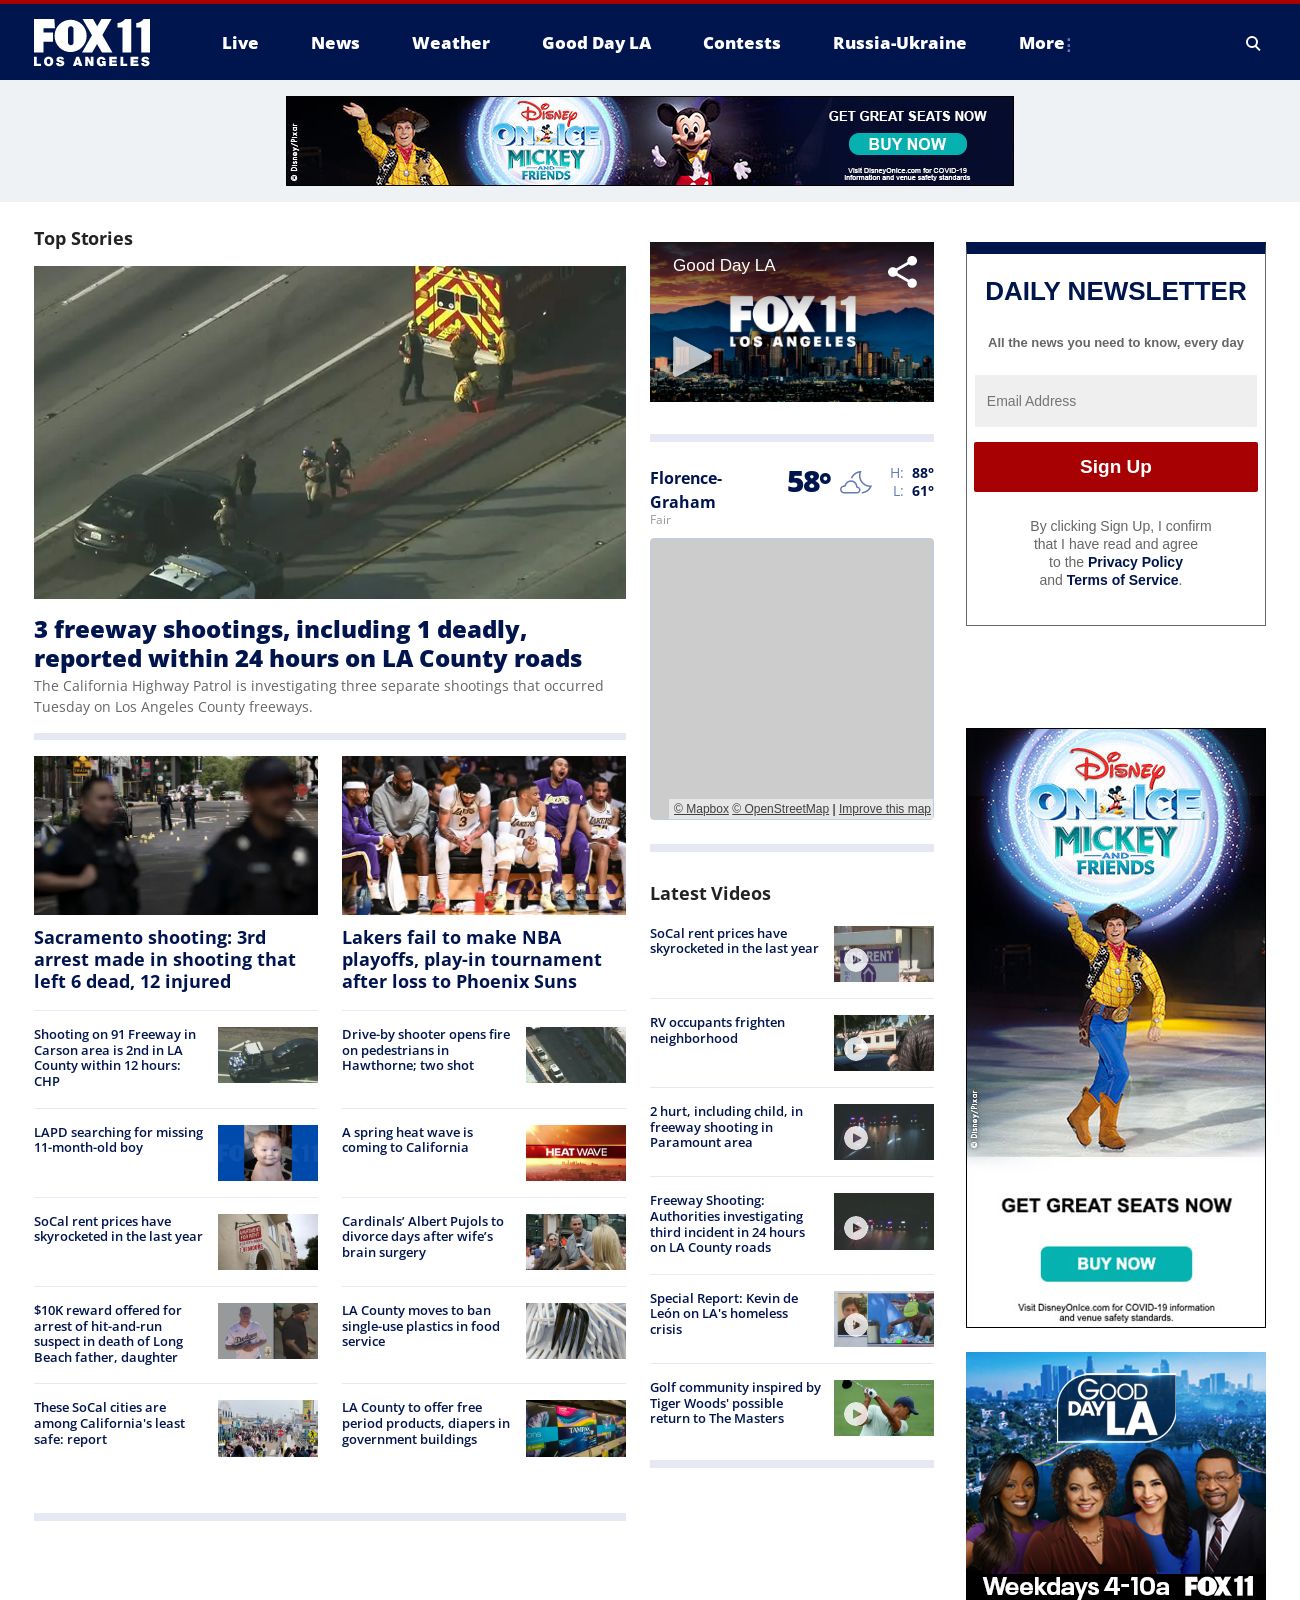 FOX 11
LOS ANGELES
Live
News
Weather
Good Day LA
Contests
Russia-Ukraine
More
© Disney/Pixar
Disney
ON ICE
MICKEY
AND
FRIENDS
GET GREAT SEATS NOW
BUY NOW
Visit DisneyOnIce.com for COVID-19
information and venue safety standards
Top Stories
3 freeway shootings, including 1 deadly,
reported within 24 hours on LA County roads
The California Highway Patrol is investigating three separate shootings that occurred
Tuesday on Los Angeles County freeways.
Sacramento shooting: 3rd
arrest made in shooting that
left 6 dead, 12 injured
Shooting on 91 Freeway in
Carson area is 2nd in LA
County within 12 hours:
CHP
LAPD searching for missing
11-month-old boy
SoCal rent prices have
skyrocketed in the last year
$10K reward offered for
arrest of hit-and-run
suspect in death of Long
Beach father, daughter
These SoCal cities are
among California's least
safe: report
Lakers fail to make NBA
playoffs, play-in tournament
after loss to Phoenix Suns
Drive-by shooter opens fire
on pedestrians in
Hawthorne; two shot
A spring heat wave is
coming to California
HEAT WAVE
Cardinals’ Albert Pujols to
divorce days after wife’s
brain surgery
LA County moves to ban
single-use plastics in food
service
LA County to offer free
period products, diapers in
government buildings
TAMPAX
Good Day LA
FOX 11
LOS ANGELES
Florence-
Graham
Fair
58°
H: 88°
L: 61°
© Mapbox © OpenStreetMap | Improve this map
Latest Videos
SoCal rent prices have
skyrocketed in the last year
RENT
RV occupants frighten
neighborhood
2 hurt, including child, in
freeway shooting in
Paramount area
Freeway Shooting:
Authorities investigating
third incident in 24 hours
on LA County roads
Special Report: Kevin de
León on LA's homeless
crisis
Golf community inspired by
Tiger Woods' possible
return to The Masters
DAILY NEWSLETTER
All the news you need to know, every day
Email Address
Sign Up
By clicking Sign Up, I confirm
that I have read and agree
to the Privacy Policy
and Terms of Service.
Disney
ON ICE
MICKEY
AND
FRIENDS
© Disney/Pixar
GET GREAT SEATS NOW
BUY NOW
Visit DisneyOnIce.com for COVID-19 information
and venue safety standards.
GOOD
DAY LA
Weekdays 4-10a FOX 11